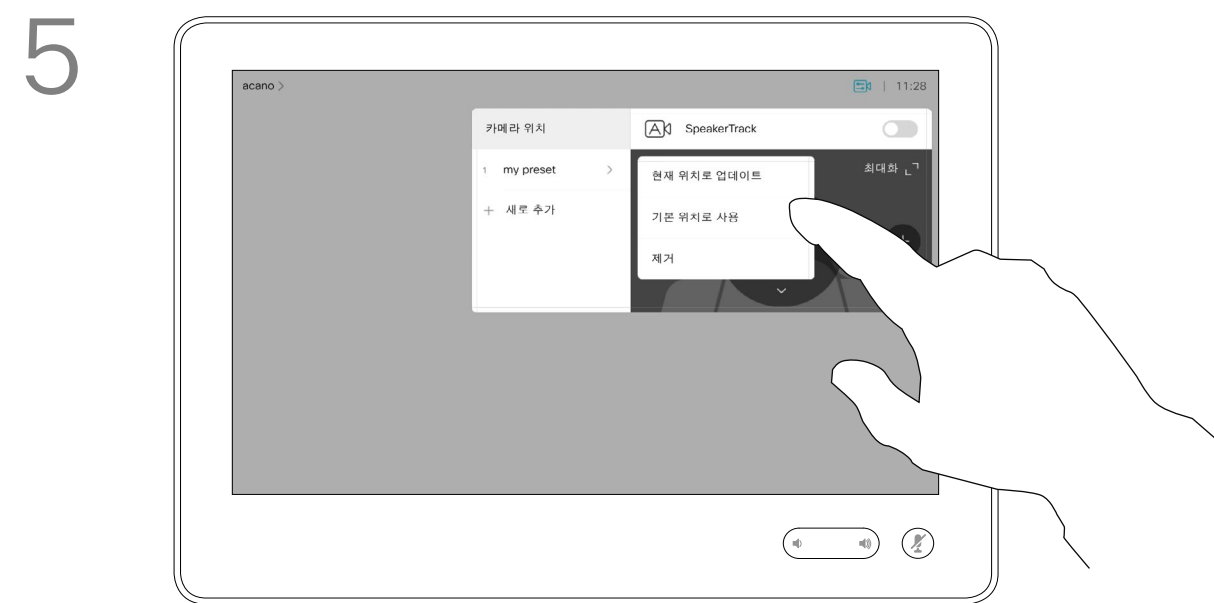 5
acano >
11:28
카메라 위치
SpeakerTrack
1 my preset >
현재 위치로 업데이트
최대화
+ 새로 추가
기본 위치로 사용
제거